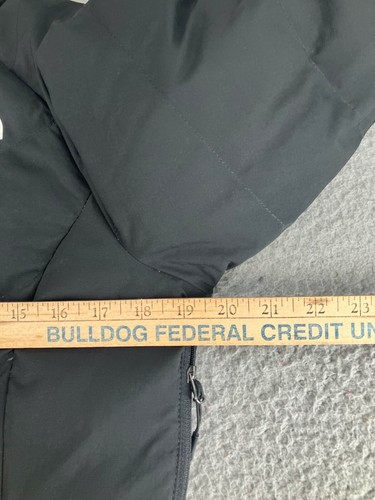 15 16 17 18 19 20 21 22 23
BULLDOG FEDERAL CREDIT UN